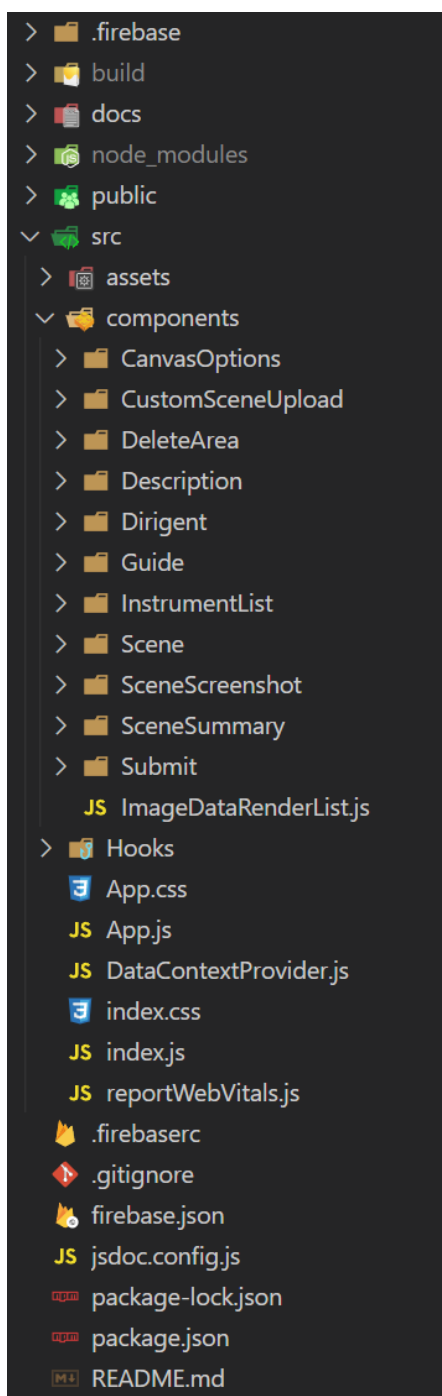 .firebase
build
docs
node_modules
public
src
assets
components
CanvasOptions
CustomSceneUpload
DeleteArea
Description
Dirigent
Guide
InstrumentList
Scene
SceneScreenshot
SceneSummary
Submit
JS ImageDataRenderList.js
Hooks
App.css
JS App.js
JS DataContextProvider.js
index.css
JS index.js
JS reportWebVitals.js
.firebaserc
.gitignore
firebase.json
JS jsdoc.config.js
npm package-lock.json
npm package.json
M↓ README.md